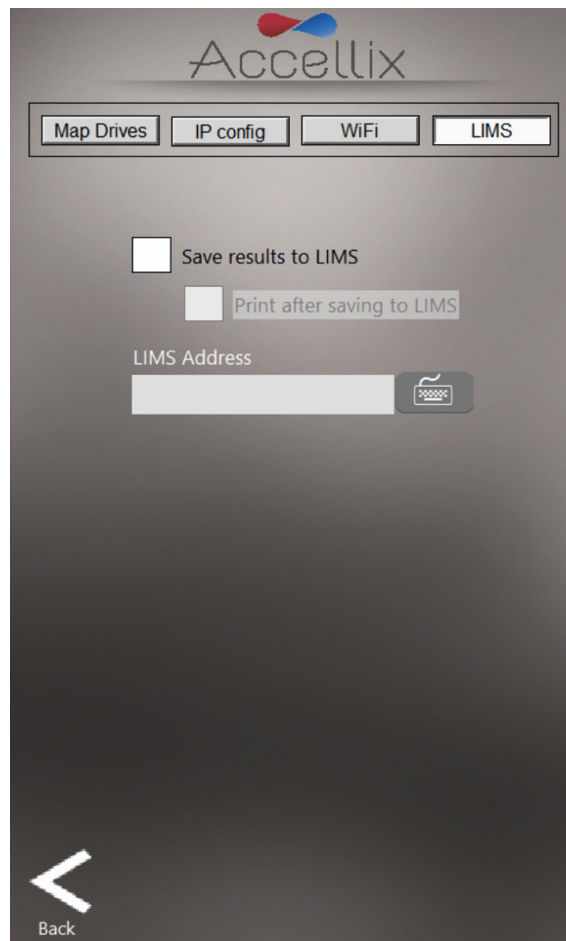 Accellix
Map Drives IP config WiFi LIMS
Save results to LIMS
Print after saving to LIMS
LIMS Address
Back